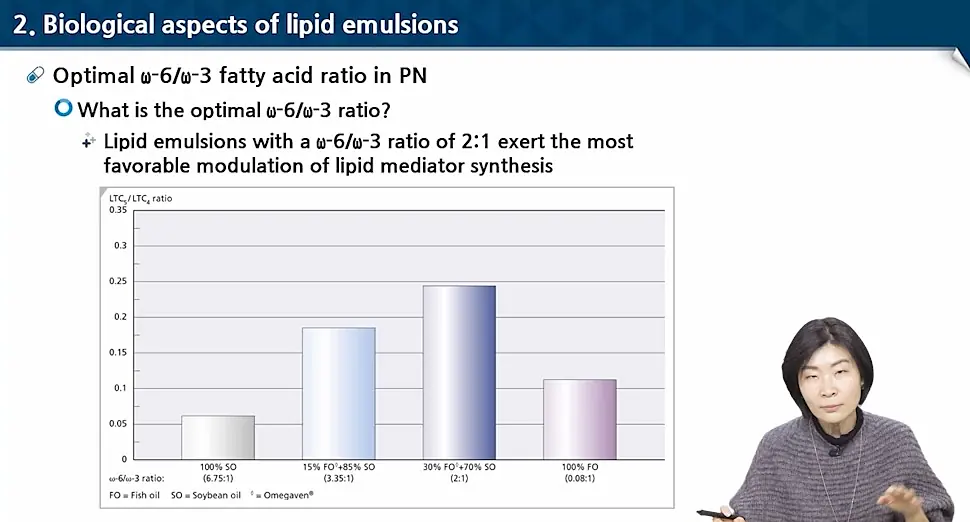 2. Biological aspects of lipid emulsions
Optimal ω-6/ω-3 fatty acid ratio in PN
What is the optimal ω-6/ω-3 ratio?
Lipid emulsions with a ω-6/ω-3 ratio of 2:1 exert the most
favorable modulation of lipid mediator synthesis
LTC₅/LTC₄ ratio
0.35
0.3
0.25
0.2
0.15
0.1
0.05
0
100% SO 15% FO◊+85% SO 30% FO◊+70% SO 100% FO
ω-6/ω-3 ratio: (6.75:1) (3.35:1) (2:1) (0.08:1)
FO = Fish oil SO = Soybean oil ◊ = Omegaven®